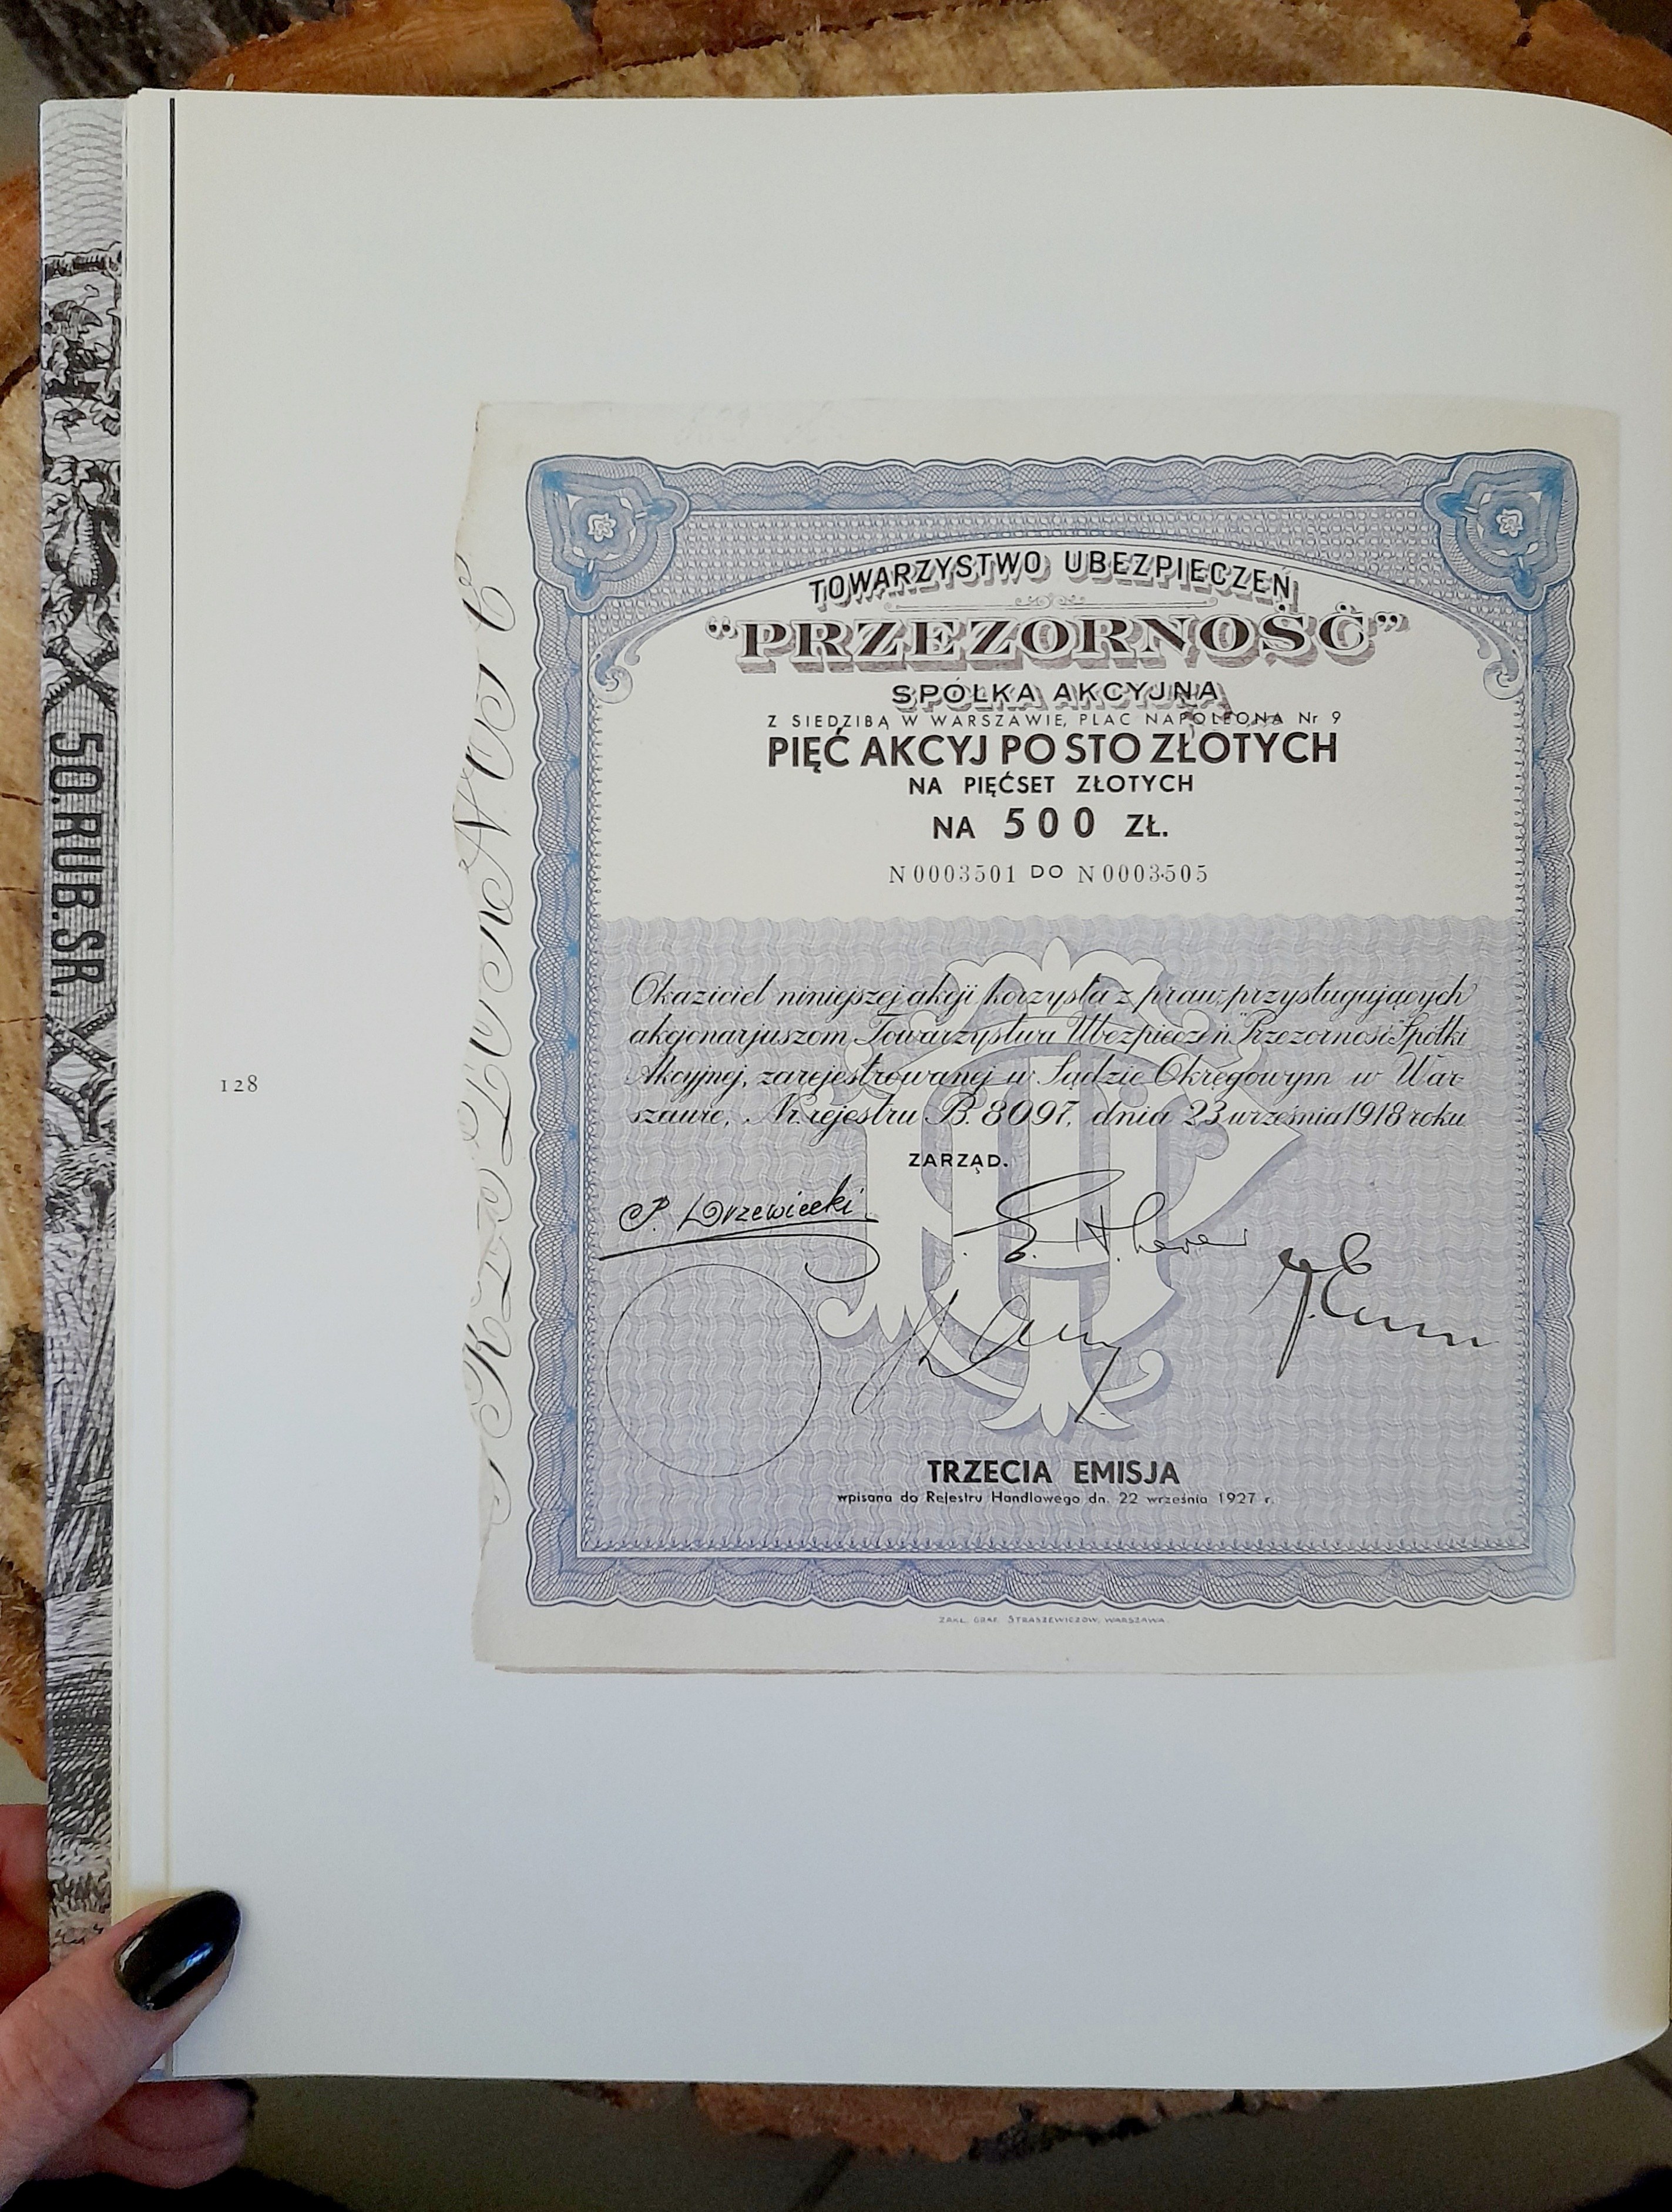 50.RUB.SR.
128
TOWARZYSTWO UBEZPIECZEŃ
“PRZEZORNOŚĆ”
SPÓŁKA AKCYJNA
Z SIEDZIBĄ W WARSZAWIE, PLAC NAPOLEONA Nr 9
PIĘĆ AKCYJ PO STO ZŁOTYCH
NA PIĘĆSET ZŁOTYCH
NA 500 ZŁ.
N0003501 DO N0003505
Okaziciel niniejszej akcji korzysta z praw, przysługujących
akcjonarjuszom Towarzystwa Ubezpieczeń "Przezorność" Spółki
Akcyjnej, zarejestrowanej w Sądzie Okręgowym w War-
szawie, Nr. rejestru B. 8097, dnia 23 września 1918 roku
ZARZĄD.
P. Drzewiecki
TRZECIA EMISJA
wpisana do Rejestru Handlowego dn. 22 września 1927 r.
ZAKŁ. GRAF. STRASZEWICZÓW, WARSZAWA.